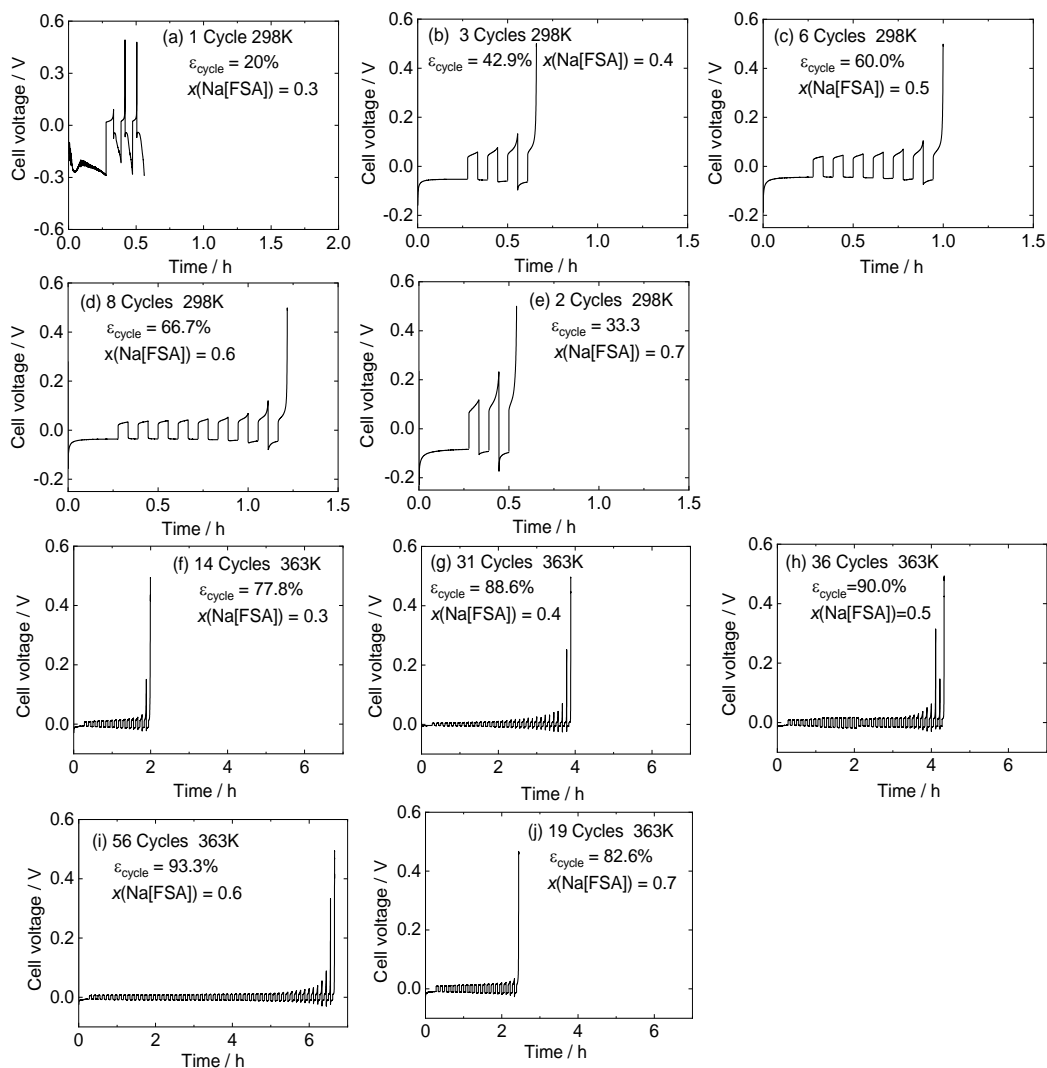 (a) 1 Cycle 298K
εcycle = 20%
x(Na[FSA]) = 0.3
Cell voltage / V
0.6
0.3
0.0
-0.3
-0.6
0.0 0.5 1.0 1.5 2.0
Time / h
(b) 3 Cycles 298K
εcycle = 42.9% x(Na[FSA]) = 0.4
Cell voltage / V
0.6
0.4
0.2
0.0
-0.2
0.0 0.5 1.0 1.5
Time / h
(c) 6 Cycles 298K
εcycle = 60.0%
x(Na[FSA]) = 0.5
Cell voltage / V
0.6
0.4
0.2
0.0
-0.2
0.0 0.5 1.0 1.5
Time / h
(d) 8 Cycles 298K
εcycle = 66.7%
x(Na[FSA]) = 0.6
Cell voltage / V
0.6
0.4
0.2
0.0
-0.2
0.0 0.5 1.0 1.5
Time / h
(e) 2 Cycles 298K
εcycle = 33.3
x(Na[FSA]) = 0.7
Cell voltage / V
0.6
0.4
0.2
0.0
-0.2
0.0 0.5 1.0 1.5
Time / h
(f) 14 Cycles 363K
εcycle = 77.8%
x(Na[FSA]) = 0.3
Cell voltage / V
0.6
0.4
0.2
0.0
0 2 4 6
Time / h
(g) 31 Cycles 363K
εcycle = 88.6%
x(Na[FSA]) = 0.4
Cell voltage / V
0.6
0.4
0.2
0.0
0 2 4 6
Time / h
(h) 36 Cycles 363K
εcycle=90.0%
x(Na[FSA])=0.5
Cell voltage / V
0.6
0.4
0.2
0.0
0 2 4 6
Time / h
(i) 56 Cycles 363K
εcycle = 93.3%
x(Na[FSA]) = 0.6
Cell voltage / V
0.6
0.4
0.2
0.0
0 2 4 6
Time / h
(j) 19 Cycles 363K
εcycle = 82.6%
x(Na[FSA]) = 0.7
Cell voltage / V
0.6
0.4
0.2
0.0
0 2 4 6
Time / h